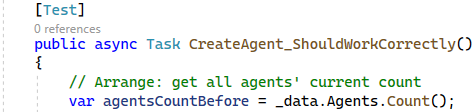 [Test]
0 references
public async Task CreateAgent_ShouldWorkCorrectly()
{
// Arrange: get all agents' current count
var agentsCountBefore = _data.Agents.Count();